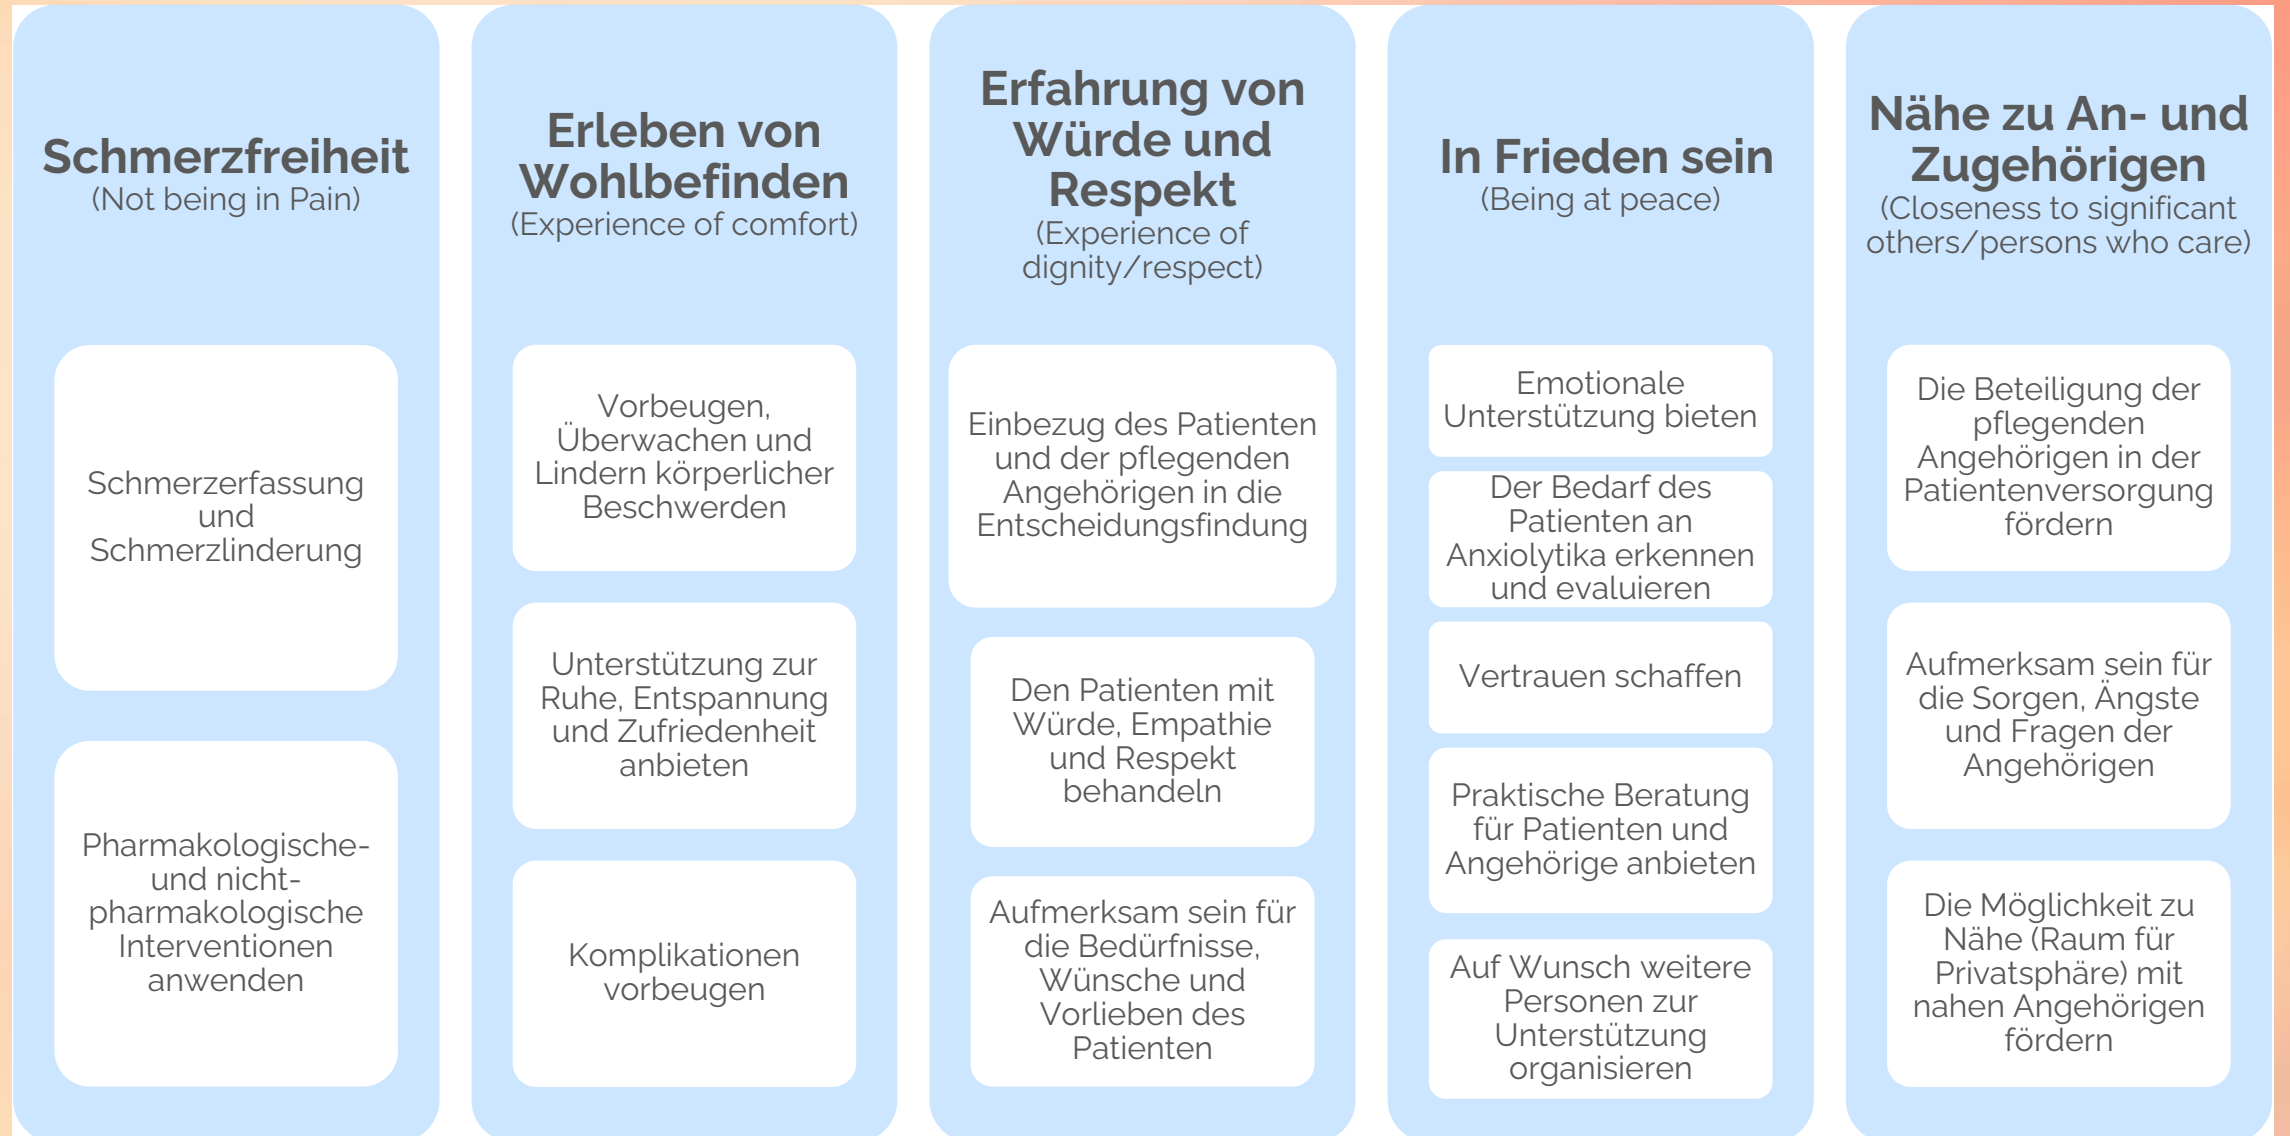 Schmerzfreiheit
(Not being in Pain)
Schmerzerfassung
und
Schmerzlinderung
Pharmakologische-
und nicht-
pharmakologische
Interventionen
anwenden
Erleben von
Wohlbefinden
(Experience of comfort)
Vorbeugen,
Überwachen und
Lindern körperlicher
Beschwerden
Unterstützung zur
Ruhe, Entspannung
und Zufriedenheit
anbieten
Komplikationen
vorbeugen
Erfahrung von
Würde und
Respekt
(Experience of
dignity/respect)
Einbezug des Patienten
und der pflegenden
Angehörigen in die
Entscheidungsfindung
Den Patienten mit
Würde, Empathie
und Respekt
behandeln
Aufmerksam sein für
die Bedürfnisse,
Wünsche und
Vorlieben des
Patienten
In Frieden sein
(Being at peace)
Emotionale
Unterstützung bieten
Der Bedarf des
Patienten an
Anxiolytika erkennen
und evaluieren
Vertrauen schaffen
Praktische Beratung
für Patienten und
Angehörige anbieten
Auf Wunsch weitere
Personen zur
Unterstützung
organisieren
Nähe zu An- und
Zugehörigen
(Closeness to significant
others/persons who care)
Die Beteiligung der
pflegenden
Angehörigen in der
Patientenversorgung
fördern
Aufmerksam sein für
die Sorgen, Ängste
und Fragen der
Angehörigen
Die Möglichkeit zu
Nähe (Raum für
Privatsphäre) mit
nahen Angehörigen
fördern